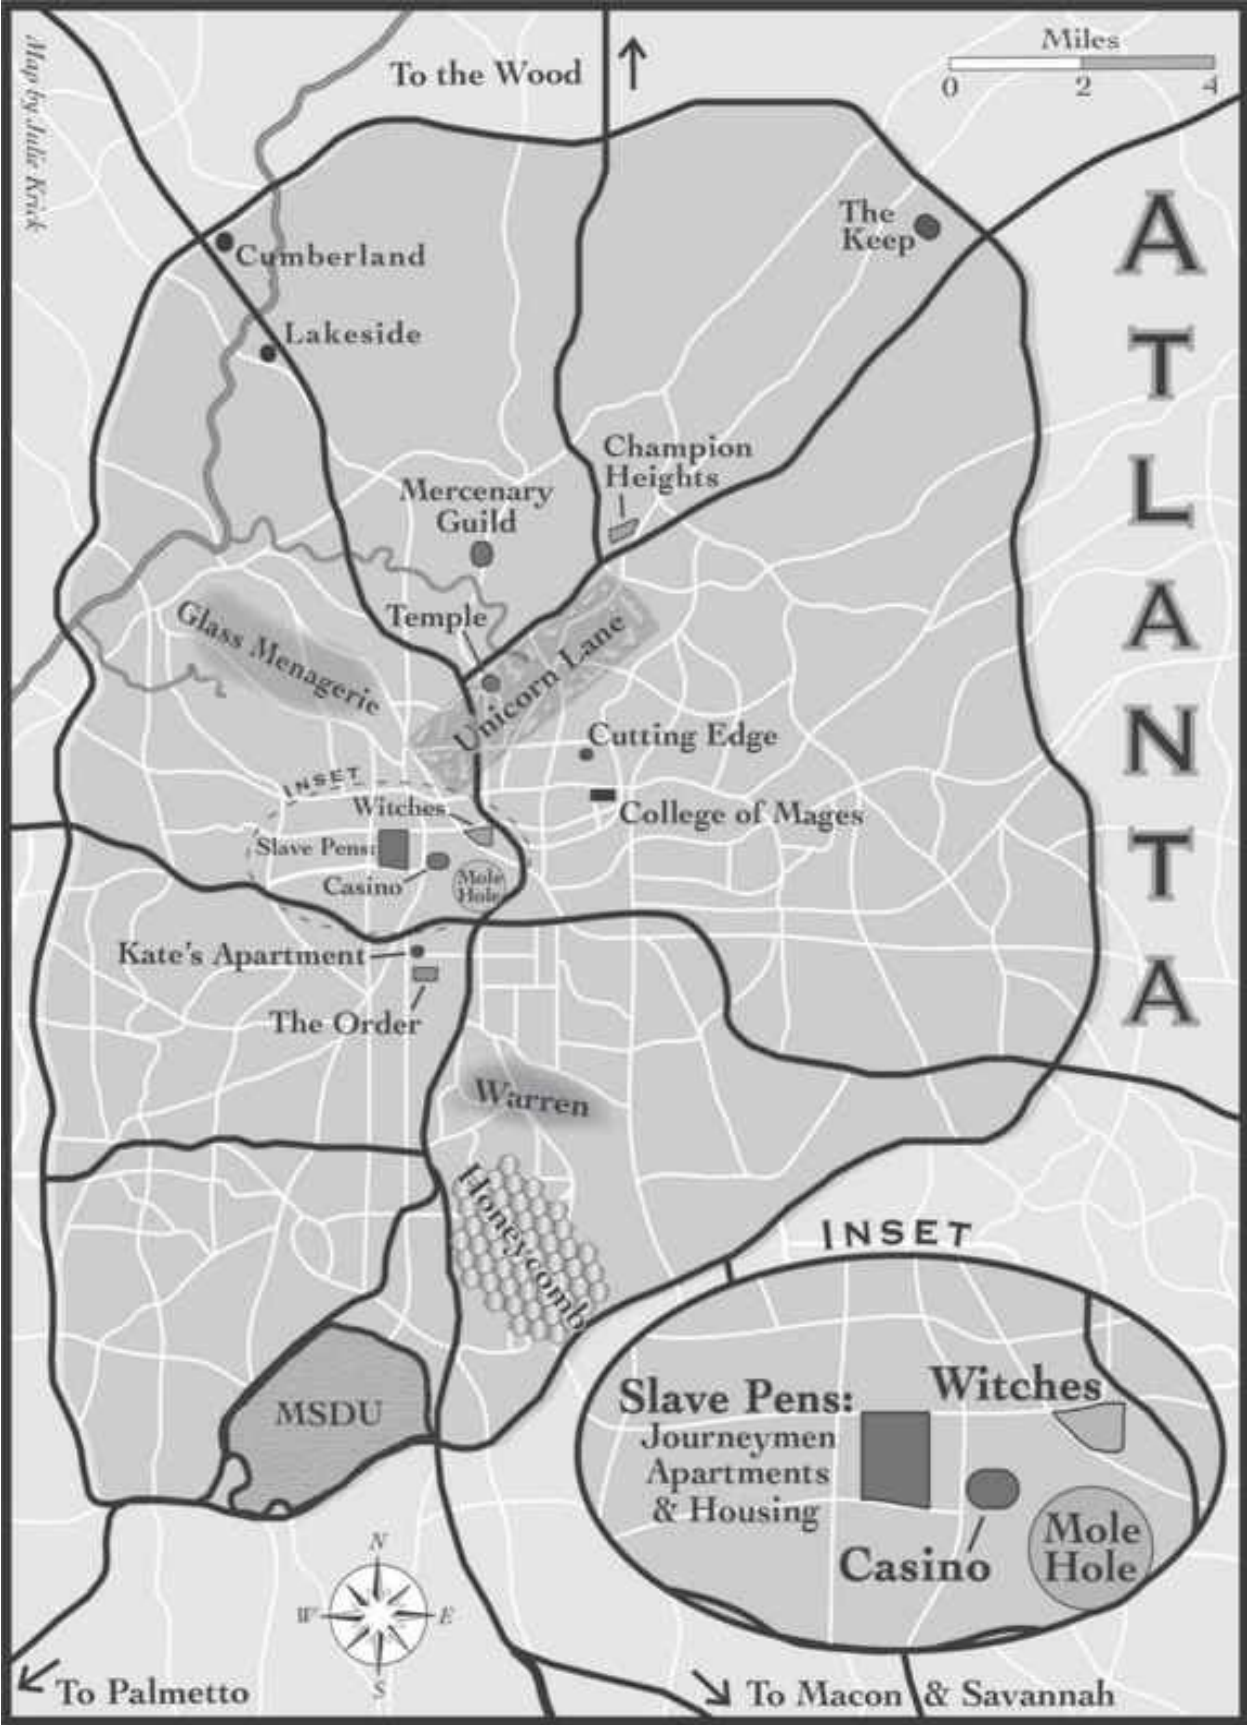 Map by Julie Krick
To the Wood
Miles
0 2 4
ATLANTA
The
Keep
Cumberland
Lakeside
Champion
Heights
Mercenary
Guild
Temple
Glass Menagerie
Unicorn Lane
Cutting Edge
INSET
Witches
College of Mages
Slave Pens:
Casino
Mole
Hole
Kate's Apartment
The Order
Warren
Honeycomb
MSDU
INSET
Slave Pens:
Journeymen
Apartments
& Housing
Witches
Casino
Mole
Hole
N
W E
S
To Palmetto
To Macon & Savannah